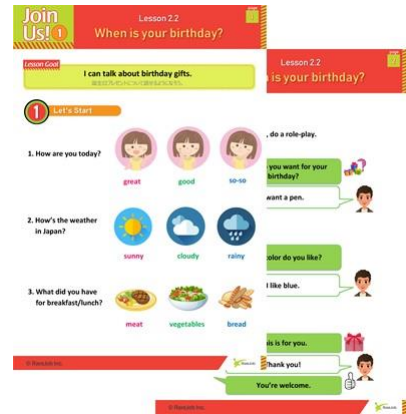 Join
Us! 1
Lesson 2.2
When is your birthday?
Lesson Goal
I can talk about birthday gifts.
1 Let's Start
1. How are you today?
great good so-so
2. How's the weather
in Japan?
sunny cloudy rainy
3. What did you have
for breakfast/lunch?
meat vegetables bread
Lesson 2.2
is your birthday?
, do a role-play.
you want for your
birthday?
want a pen.
color do you like?
I like blue.
his is for you.
Thank you!
You're welcome.